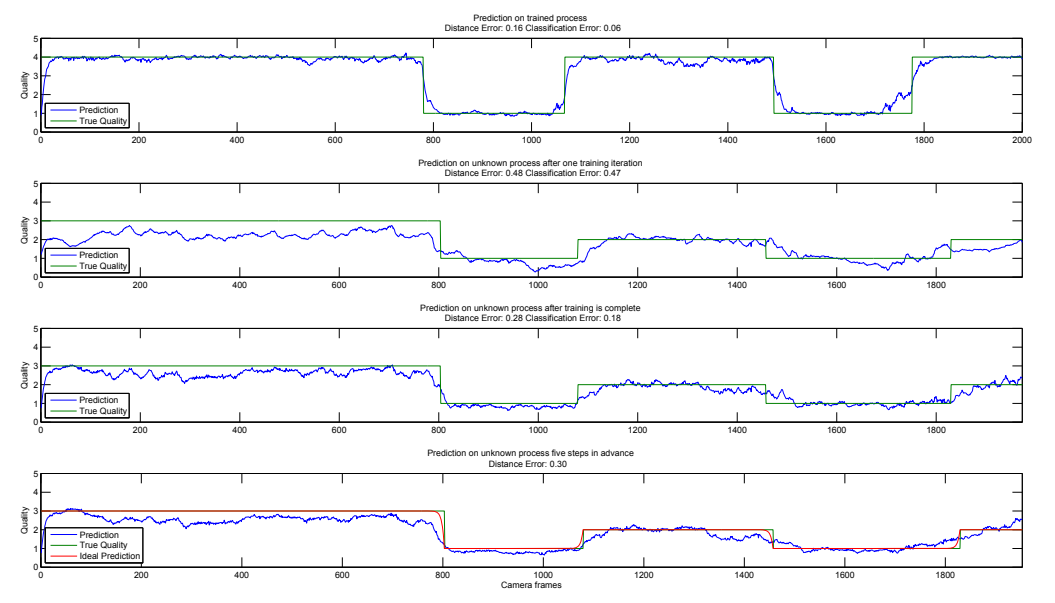 Prediction on trained process
Distance Error: 0.16 Classification Error: 0.06
5
4
3
2
1
0
Quality
Prediction
True Quality
0 200 400 600 800 1000 1200 1400 1600 1800 2000
Prediction on unknown process after one training iteration
Distance Error: 0.48 Classification Error: 0.47
5
4
3
2
1
0
Quality
Prediction
True Quality
0 200 400 600 800 1000 1200 1400 1600 1800
Prediction on unknown process after training is complete
Distance Error: 0.28 Classification Error: 0.18
5
4
3
2
1
0
Quality
Prediction
True Quality
0 200 400 600 800 1000 1200 1400 1600 1800
Prediction on unknown process five steps in advance
Distance Error: 0.30
5
4
3
2
1
0
Quality
Prediction
True Quality
Ideal Prediction
0 200 400 600 800 1000 1200 1400 1600 1800
Camera frames